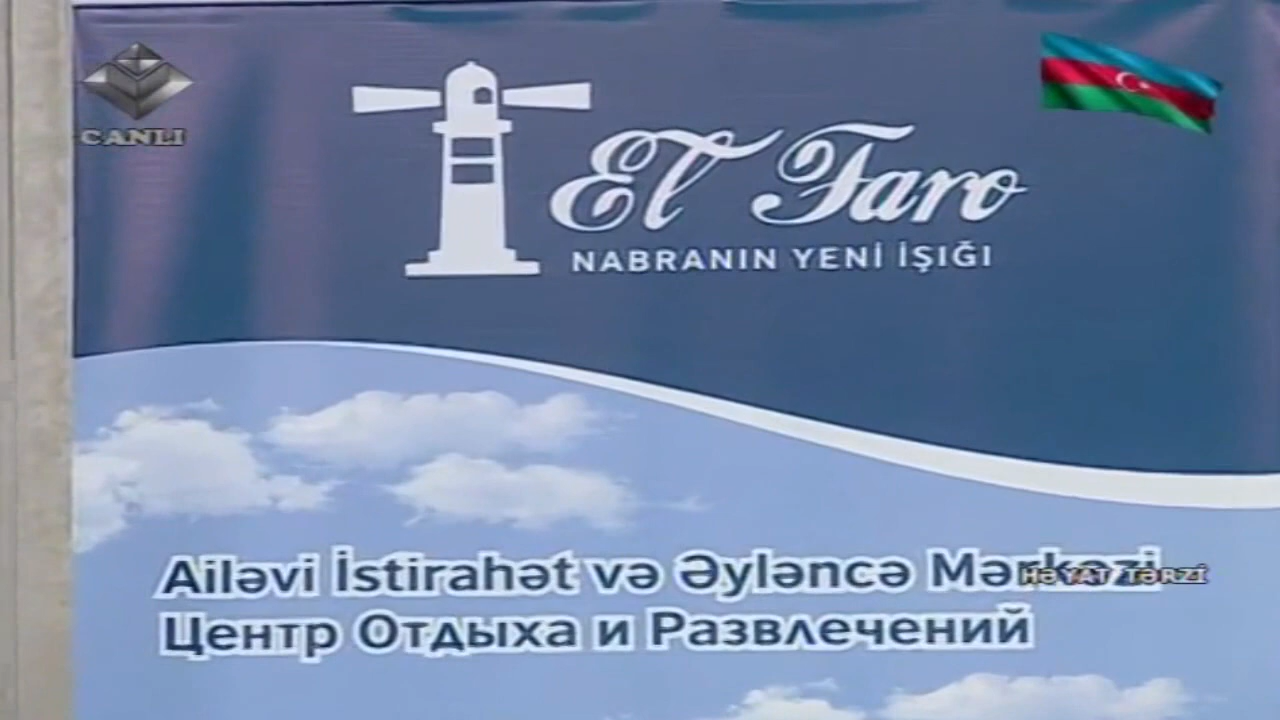 CANLI
El Faro
NABRANIN YENİ İŞIĞI
Ailəvi İstirahət və Əyləncə Mərkəzi
HƏYAT TƏRZİ
Центр Отдыха и Развлечений